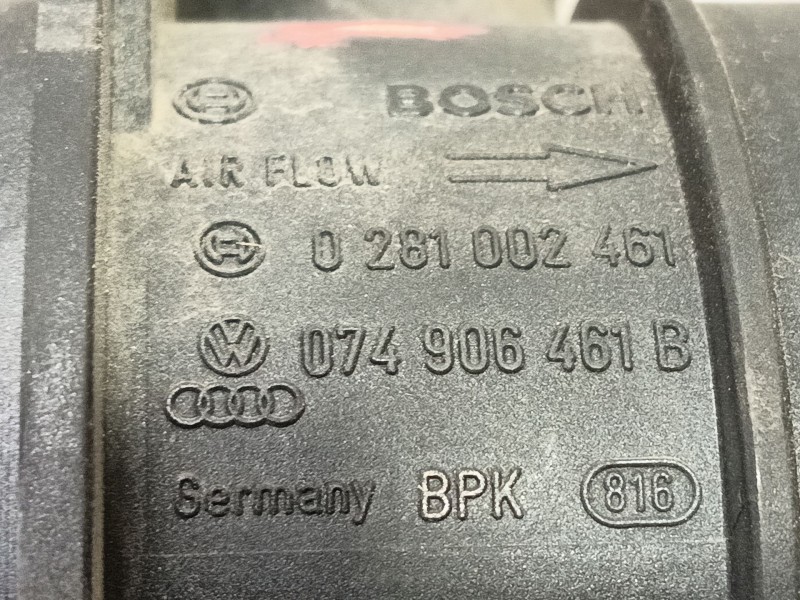 BOSCH
AIR FLOW
0 281 002 461
074 906 461 B
Germany BPK 816